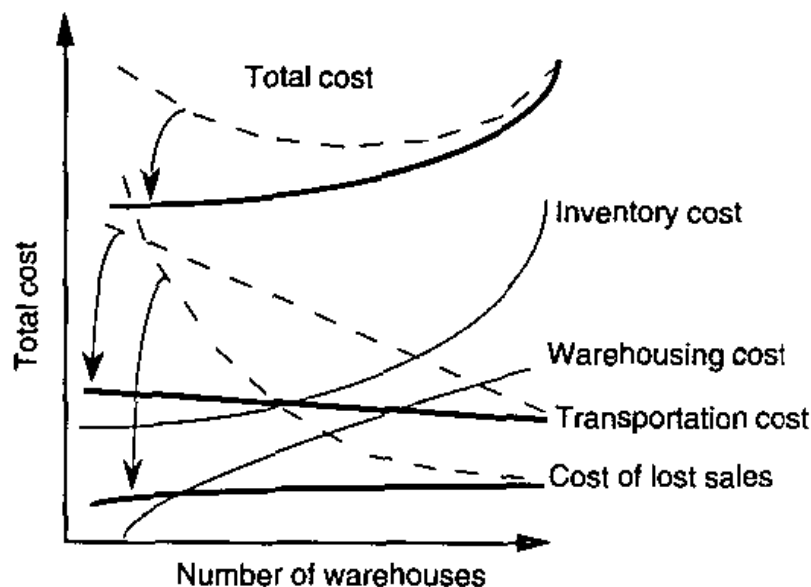 Total cost
Inventory cost
Total cost
Warehousing cost
Transportation cost
Cost of lost sales
Number of warehouses